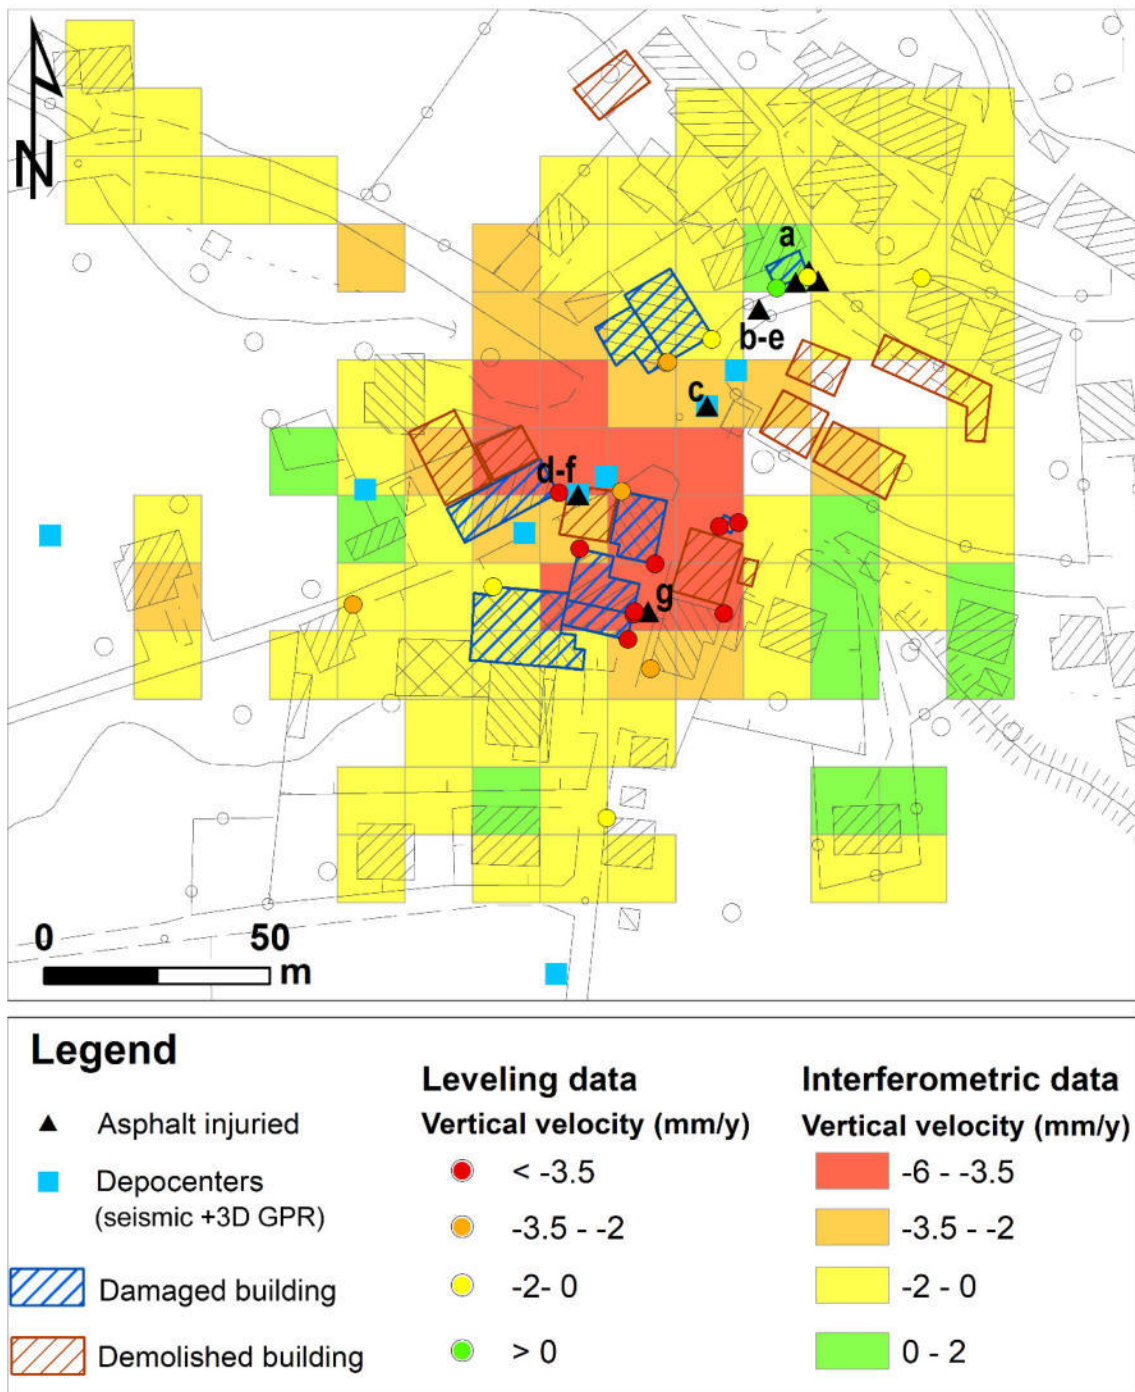 N
a
b-e
c
d-f
g
0 50
m
Legend
Asphalt injuried
Depocenters
(seismic +3D GPR)
Damaged building
Demolished building
Leveling data
Vertical velocity (mm/y)
< -3.5
-3.5 - -2
-2- 0
> 0
Interferometric data
Vertical velocity (mm/y)
-6 - -3.5
-3.5 - -2
-2 - 0
0 - 2